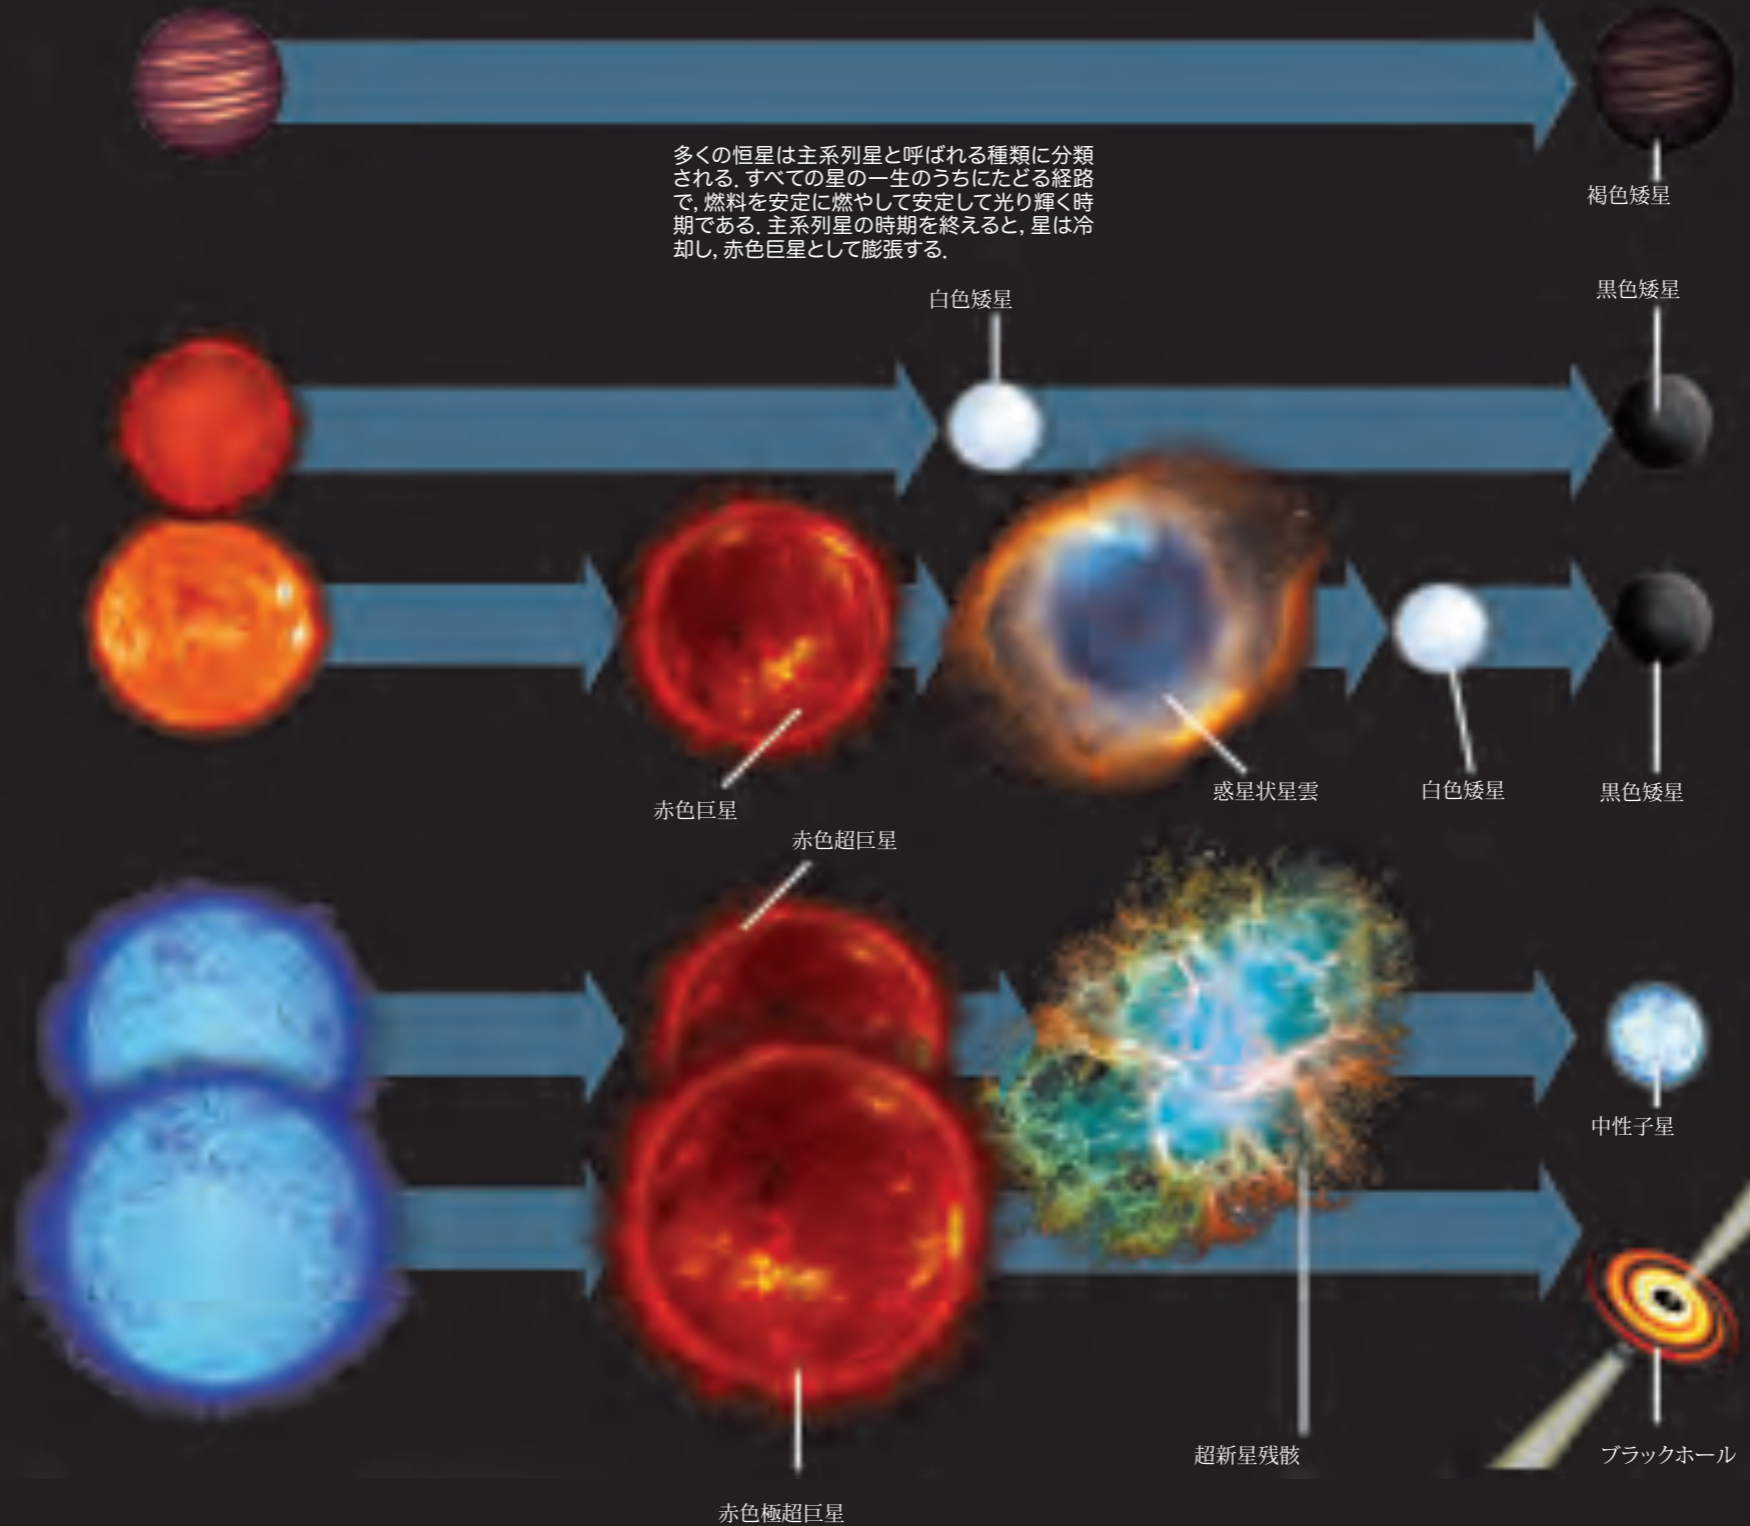 多くの恒星は主系列星と呼ばれる種類に分類
される．すべての星の一生のうちにたどる経路
で，燃料を安定に燃やして安定して光り輝く時
期である．主系列星の時期を終えると，星は冷
却し，赤色巨星として膨張する．
褐色矮星
白色矮星
黒色矮星
赤色巨星
惑星状星雲
白色矮星
黒色矮星
赤色超巨星
中性子星
超新星残骸
ブラックホール
赤色極超巨星